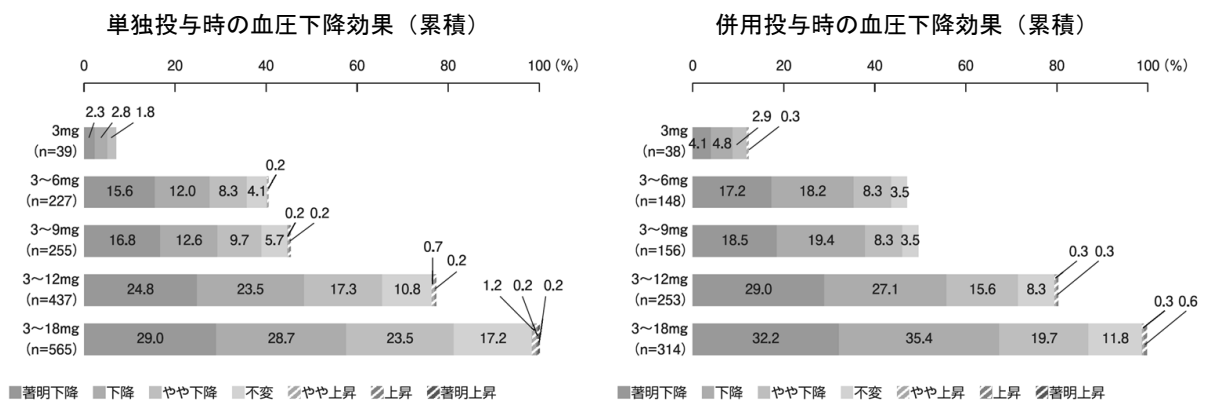 単独投与時の血圧下降効果（累積）
0 20 40 60 80 100（%）
2.3 2.8 1.8
3mg
（n=39）
0.2
3～6mg
（n=227）
15.6 12.0 8.3 4.1
0.2 0.2
3～9mg
（n=255）
16.8 12.6 9.7 5.7
0.7
0.2
3～12mg
（n=437）
24.8 23.5 17.3 10.8
1.2 0.2 0.2
3～18mg
（n=565）
29.0 28.7 23.5 17.2
著明下降 下降 やや下降 不変 やや上昇 上昇 著明上昇
併用投与時の血圧下降効果（累積）
0 20 40 60 80 100（%）
2.9 0.3
3mg
（n=38）
4.1 4.8
3～6mg
（n=148）
17.2 18.2 8.3 3.5
3～9mg
（n=156）
18.5 19.4 8.3 3.5
0.3 0.3
3～12mg
（n=253）
29.0 27.1 15.6 8.3
0.3 0.6
3～18mg
（n=314）
32.2 35.4 19.7 11.8
著明下降 下降 やや下降 不変 やや上昇 上昇 著明上昇